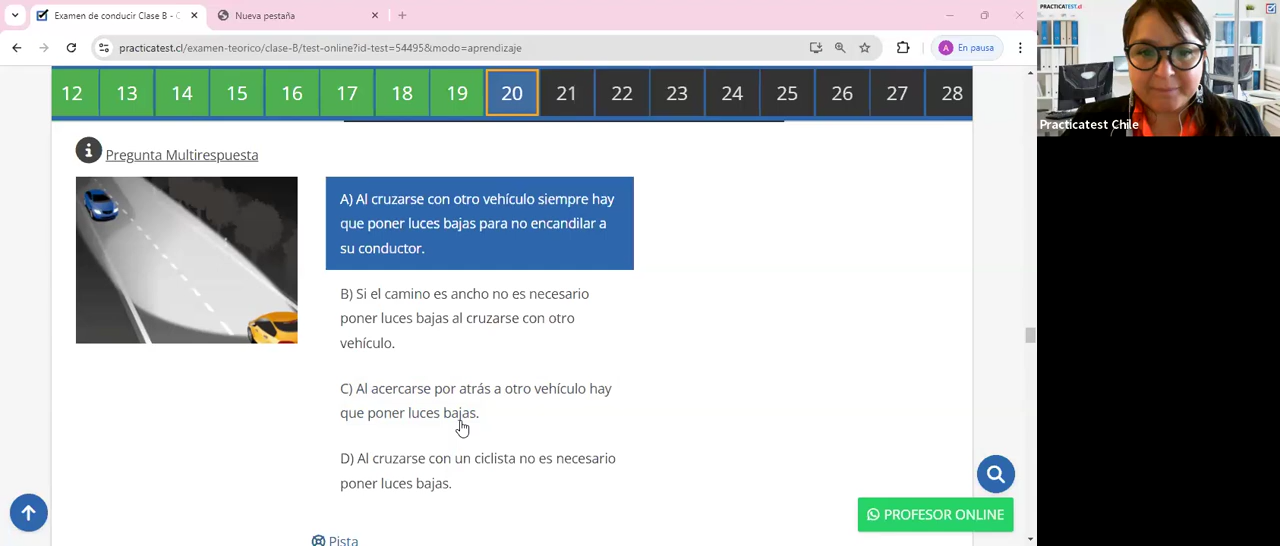 Examen de conducir Clase B - C
Nueva pestaña
practicatest.cl/examen-teorico/clase-B/test-online?id-test=54495&modo=aprendizaje
A En pausa
PRACTICATEST.cl
Practicatest Chile
12 13 14 15 16 17 18 19 20 21 22 23 24 25 26 27 28
Pregunta Multirespuesta
A) Al cruzarse con otro vehículo siempre hay
que poner luces bajas para no encandilar a
su conductor.
B) Si el camino es ancho no es necesario
poner luces bajas al cruzarse con otro
vehículo.
C) Al acercarse por atrás a otro vehículo hay
que poner luces bajas.
D) Al cruzarse con un ciclista no es necesario
poner luces bajas.
PROFESOR ONLINE
Pista